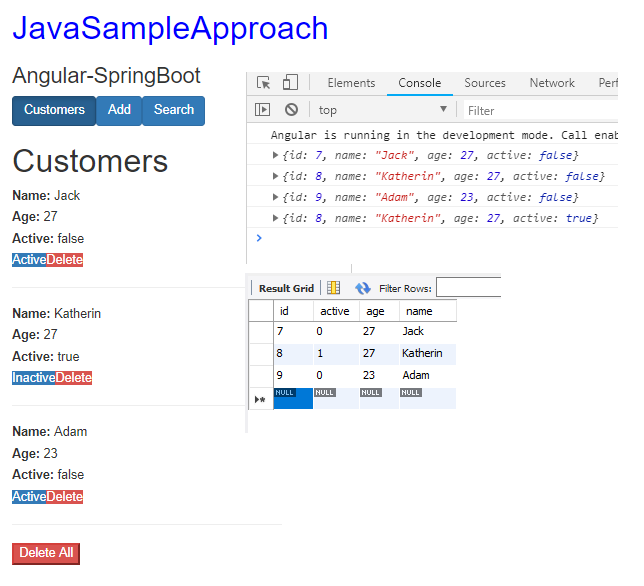 JavaSampleApproach
Angular-SpringBoot
Customers Add Search
Customers
Name: Jack
Age: 27
Active: false
ActiveDelete
Name: Katherin
Age: 27
Active: true
InactiveDelete
Name: Adam
Age: 23
Active: false
ActiveDelete
Delete All
Elements Console Sources Network
top Filter
Angular is running in the development mode. Call
{id: 7, name: "Jack", age: 27, active: false}
{id: 8, name: "Katherin", age: 27, active: false}
{id: 9, name: "Adam", age: 23, active: false}
{id: 8, name: "Katherin", age: 27, active: true}
Result Grid Filter Rows:
id active age name
7 0 27 Jack
8 1 27 Katherin
9 0 23 Adam
NULL NULL NULL NULL